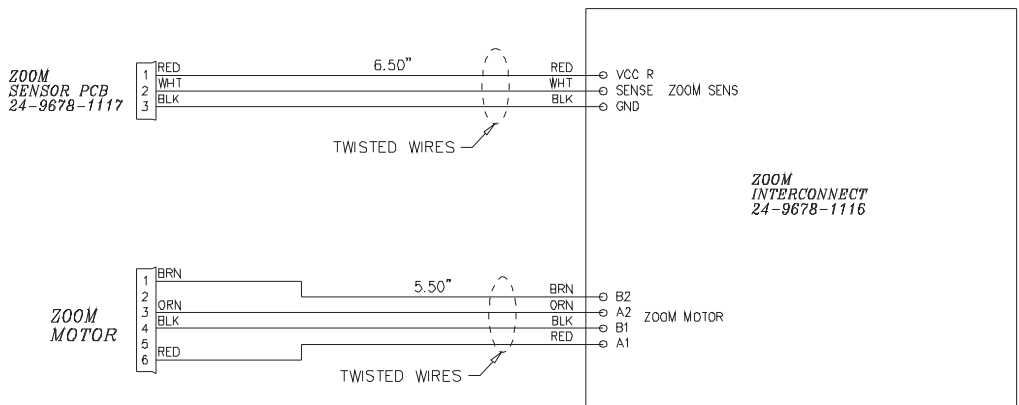 RED 6.50" RED VCC R
ZOOM
SENSOR PCB
24-9678-1117
1
2
3
WHT WHT SENSE ZOOM SENS
BLK BLK GND
TWISTED WIRES
ZOOM
INTERCONNECT
24-9678-1116
1 BRN
2 5.50" BRN B2
3 ORN ORN A2
ZOOM MOTOR
ZOOM
MOTOR
4 BLK BLK B1
5 RED A1
6 RED
TWISTED WIRES